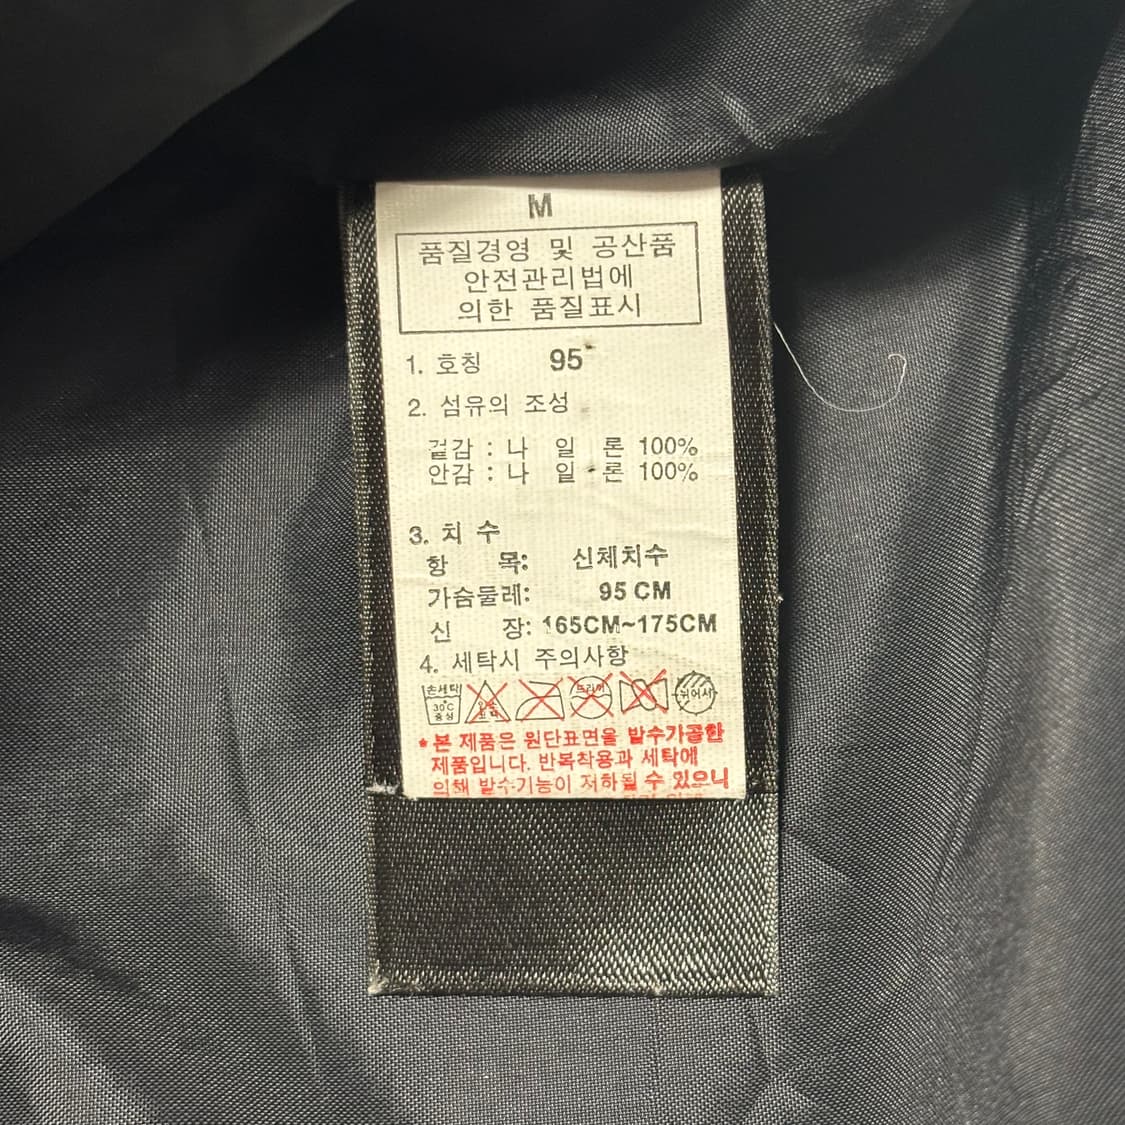 M
품질경영 및 공산품
안전관리법에
의한 품질표시
1. 호칭 95
2. 섬유의 조성
겉감 : 나 일 론 100%
안감 : 나 일 론 100%
3. 치 수
항 목: 신체치수
가슴둘레: 95 CM
신 장: 165CM~175CM
4. 세탁시 주의사항
손세탁 30°C 중성 드라이 뉘어서
*본 제품은 원단표면을 발수가공한
제품입니다. 반복착용과 세탁에
의해 발수기능이 저하될 수 있으니